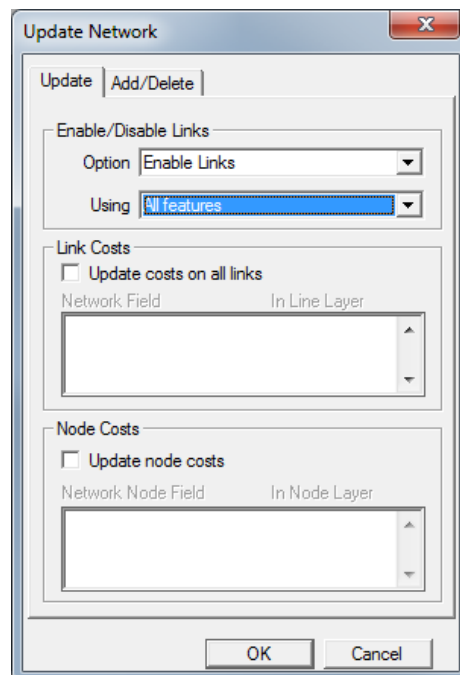 Update Network
Update Add/Delete
Enable/Disable Links
Option Enable Links
Using All features
Link Costs
Update costs on all links
Network Field In Line Layer
Node Costs
Update node costs
Network Node Field In Node Layer
OK Cancel